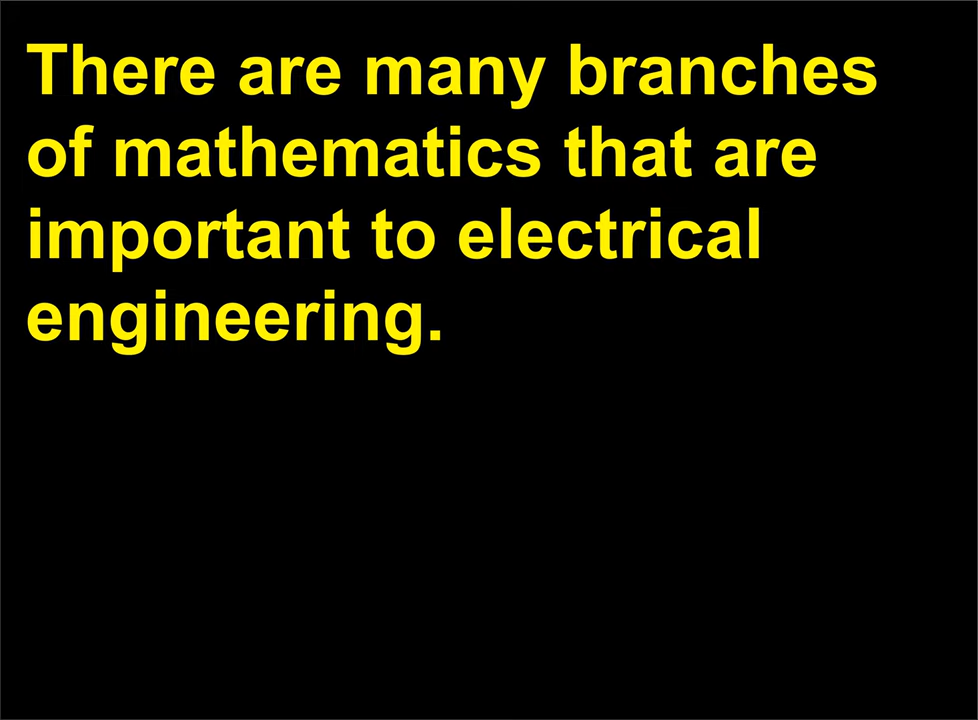 There are many branches
of mathematics that are
important to electrical
engineering.